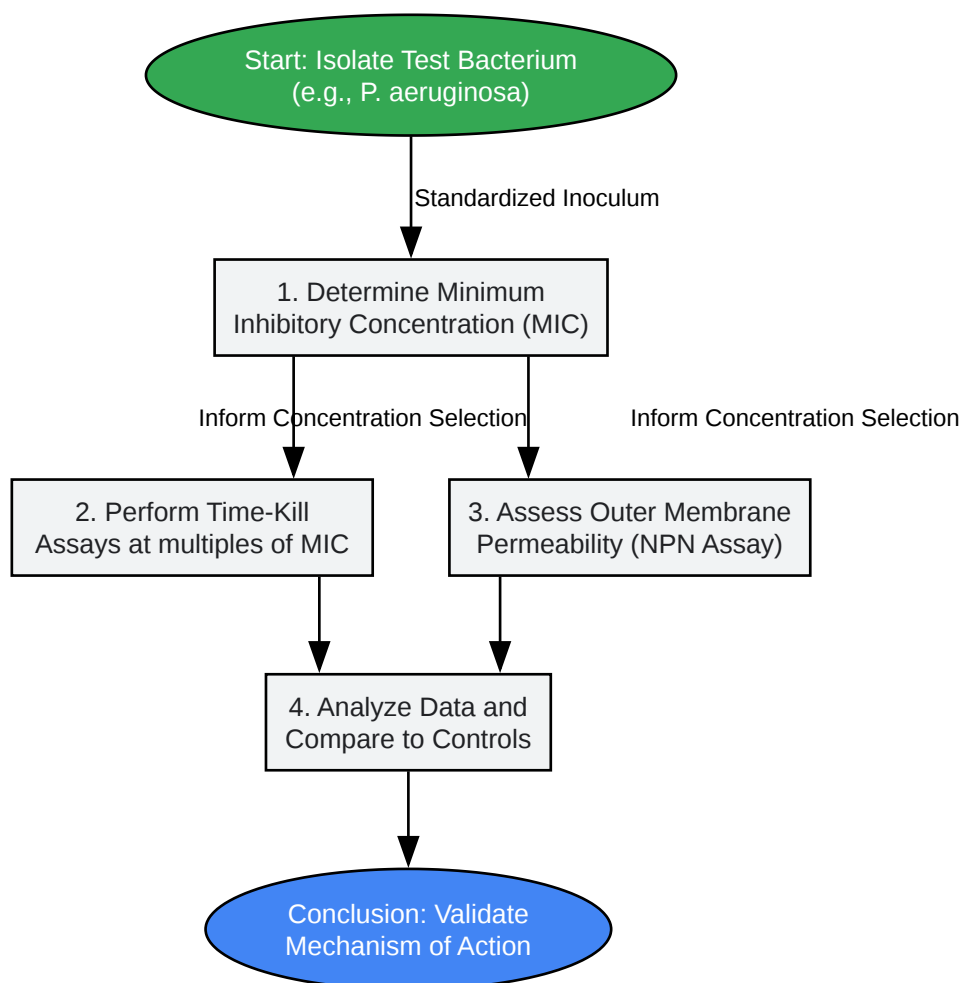 Start: Isolate Test Bacterium
(e.g., P. aeruginosa)
Standardized Inoculum
1. Determine Minimum
Inhibitory Concentration (MIC)
Inform Concentration Selection
Inform Concentration Selection
2. Perform Time-Kill
Assays at multiples of MIC
3. Assess Outer Membrane
Permeability (NPN Assay)
4. Analyze Data and
Compare to Controls
Conclusion: Validate
Mechanism of Action